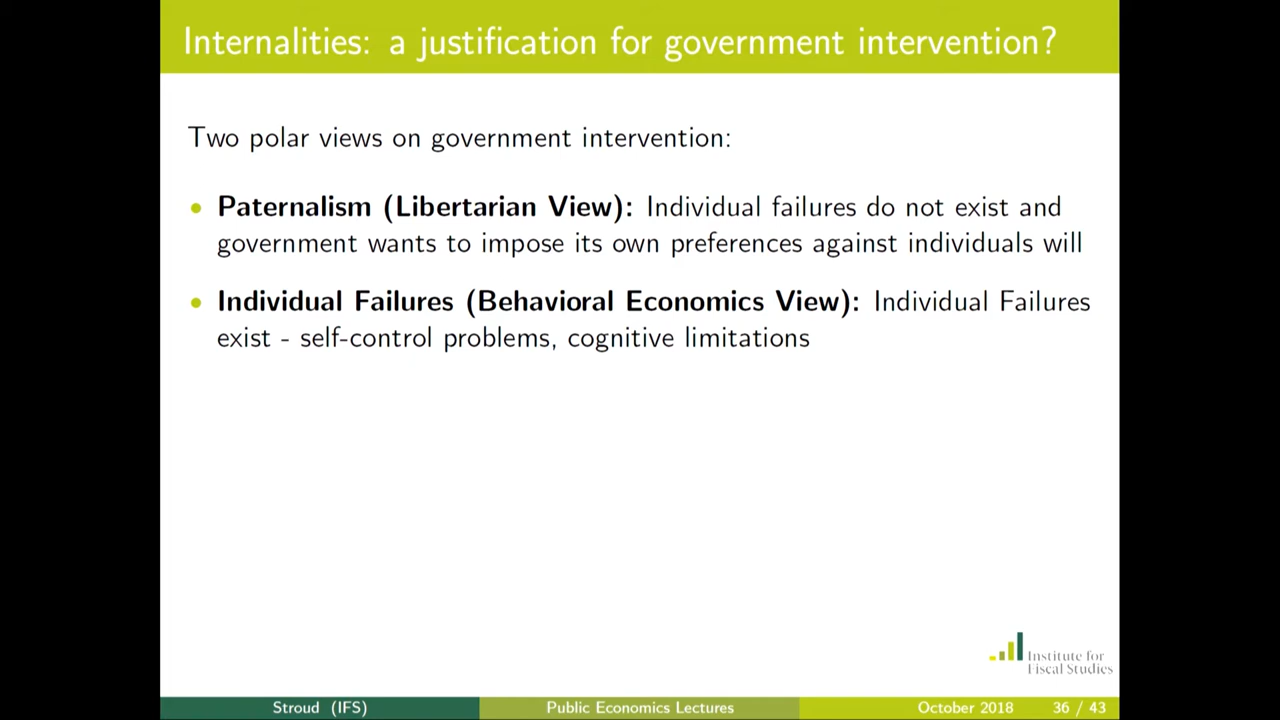 Internalities: a justification for government intervention?
Two polar views on government intervention:
• Paternalism (Libertarian View): Individual failures do not exist and
government wants to impose its own preferences against individuals will
• Individual Failures (Behavioral Economics View): Individual Failures
exist - self-control problems, cognitive limitations
Institute for
Fiscal Studies
Stroud (IFS) Public Economics Lectures October 2018 36 / 43